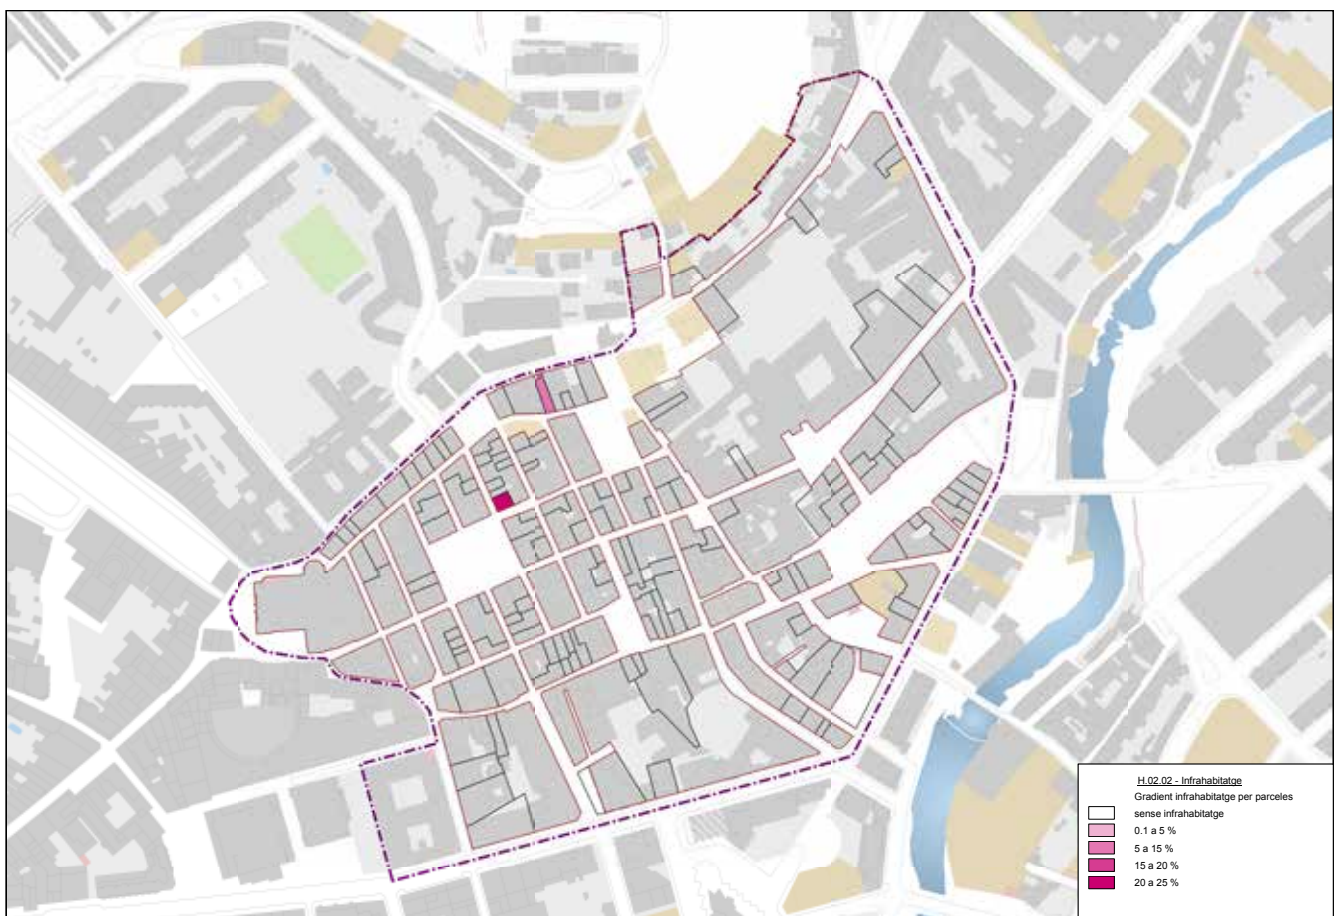 H.02.02 - Infrahabitatge
Gradient infrahabitatge per parceles
sense infrahabitatge
0.1 a 5 %
5 a 15 %
15 a 20 %
20 a 25 %